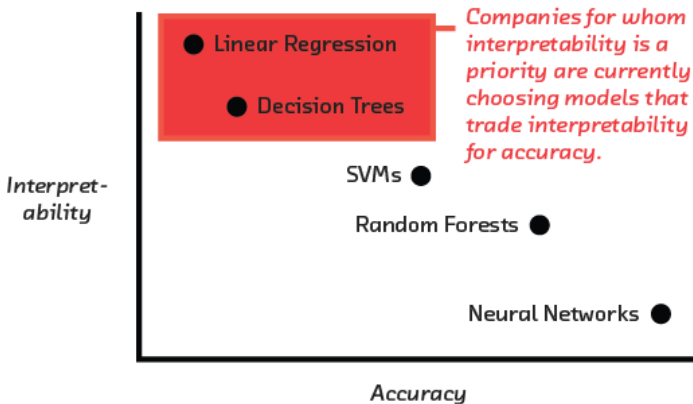 Linear Regression
Decision Trees
Companies for whom
interpretability is a
priority are currently
choosing models that
trade interpretability
for accuracy.
SVMs
Random Forests
Neural Networks
Interpret-
ability
Accuracy